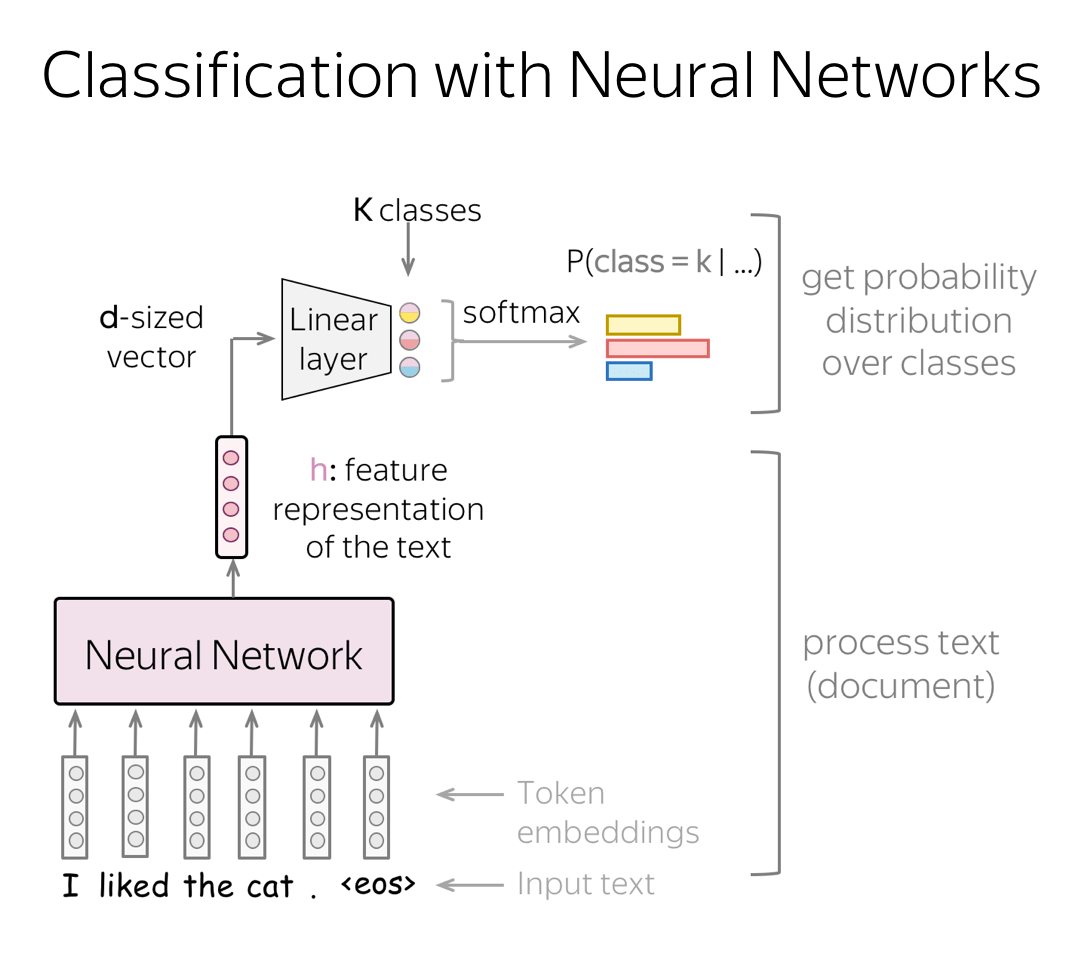 Classification with Neural Networks
K classes
P(class = k | ...)
get probability
distribution
over classes
d-sized
vector
Linear
layer
softmax
h: feature
representation
of the text
Neural Network
process text
(document)
Token
embeddings
I liked the cat . <eos>
Input text